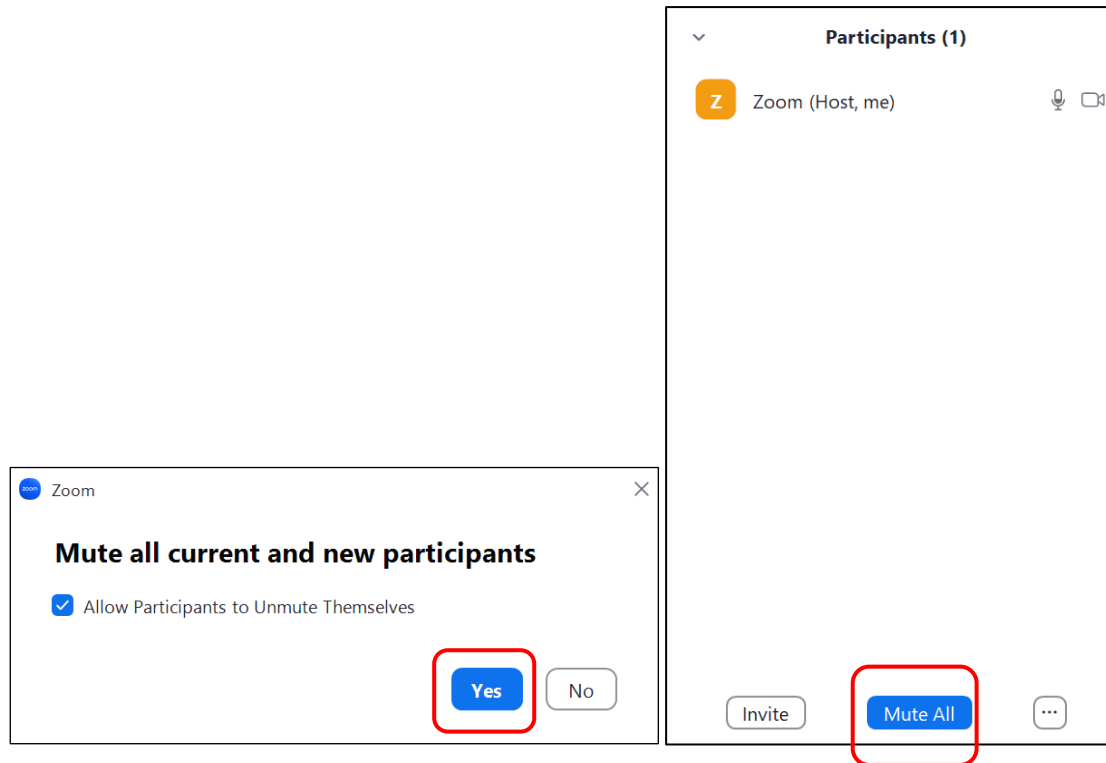 Participants (1)
Z
Zoom (Host, me)
zoom
Zoom
Mute all current and new participants
Allow Participants to Unmute Themselves
Yes
No
Invite
Mute All